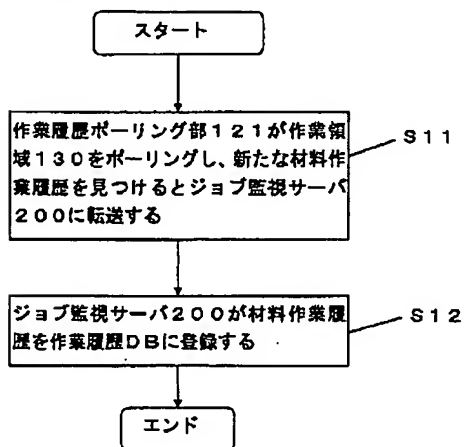 スタート
作業履歴ポーリング部121が作業領
域130をポーリングし、新たな材料作
業履歴を見つけるとジョブ監視サーバ
200に転送する
S11
ジョブ監視サーバ200が材料作業履
歴を作業履歴DBに登録する
S12
エンド